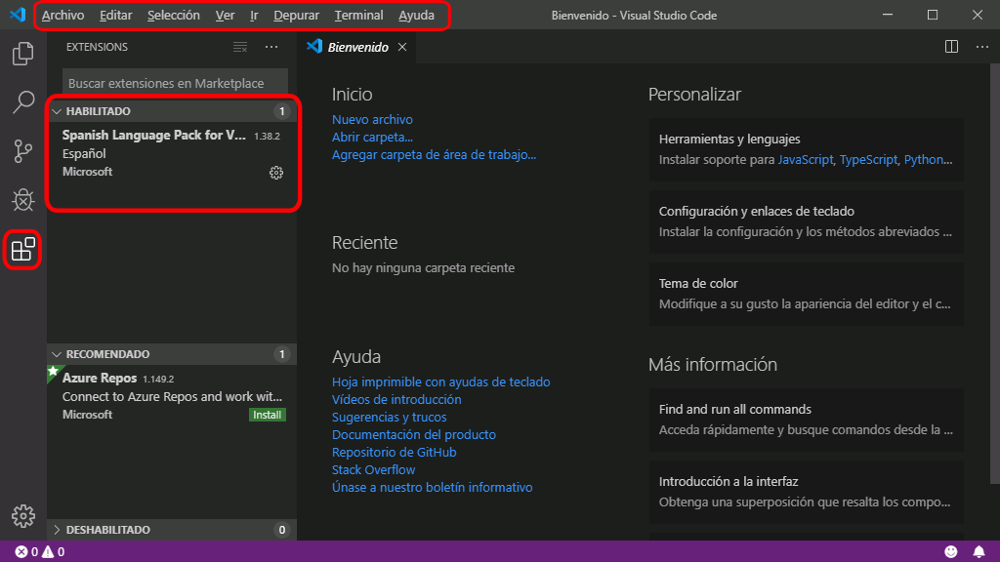 Archivo Editar Selección Ver Ir Depurar Terminal Ayuda
Bienvenido - Visual Studio Code
EXTENSIONS
Buscar extensiones en Marketplace
HABILITADO 1
Spanish Language Pack for V... 1.38.2
Español
Microsoft
RECOMENDADO 1
Azure Repos 1.149.2
Connect to Azure Repos and work wit...
Microsoft Install
DESHABILITADO 0
Bienvenido
Inicio
Nuevo archivo
Abrir carpeta...
Agregar carpeta de área de trabajo...
Reciente
No hay ninguna carpeta reciente
Ayuda
Hoja imprimible con ayudas de teclado
Vídeos de introducción
Sugerencias y trucos
Documentación del producto
Repositorio de GitHub
Stack Overflow
Únase a nuestro boletín informativo
Personalizar
Herramientas y lenguajes
Instalar soporte para JavaScript, TypeScript, Python...
Configuración y enlaces de teclado
Instalar la configuración y los métodos abreviados ...
Tema de color
Modifique a su gusto la apariencia del editor y el c...
Más información
Find and run all commands
Acceda rápidamente y busque comandos desde la ...
Introducción a la interfaz
Obtenga una superposición que resalta los compo...
0 0